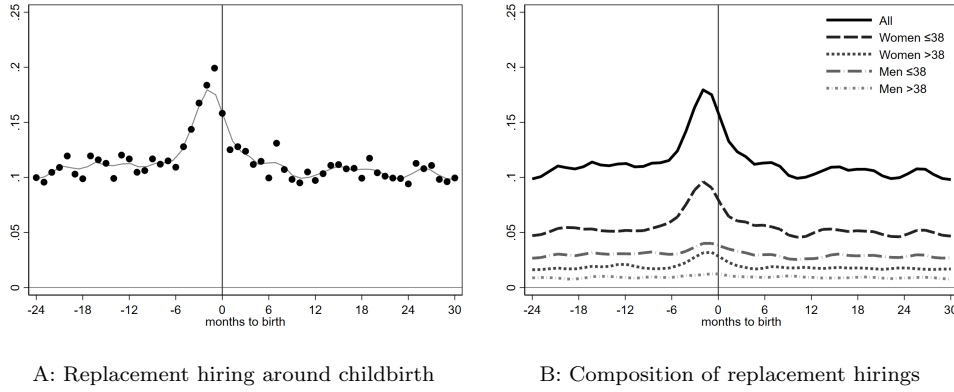 .25
.2
.15
.1
.05
0
-24 -18 -12 -6 0 6 12 18 24 30
months to birth
A: Replacement hiring around childbirth
.25
.2
.15
.1
.05
0
All
Women ≤38
Women >38
Men ≤38
Men >38
-24 -18 -12 -6 0 6 12 18 24 30
months to birth
B: Composition of replacement hirings